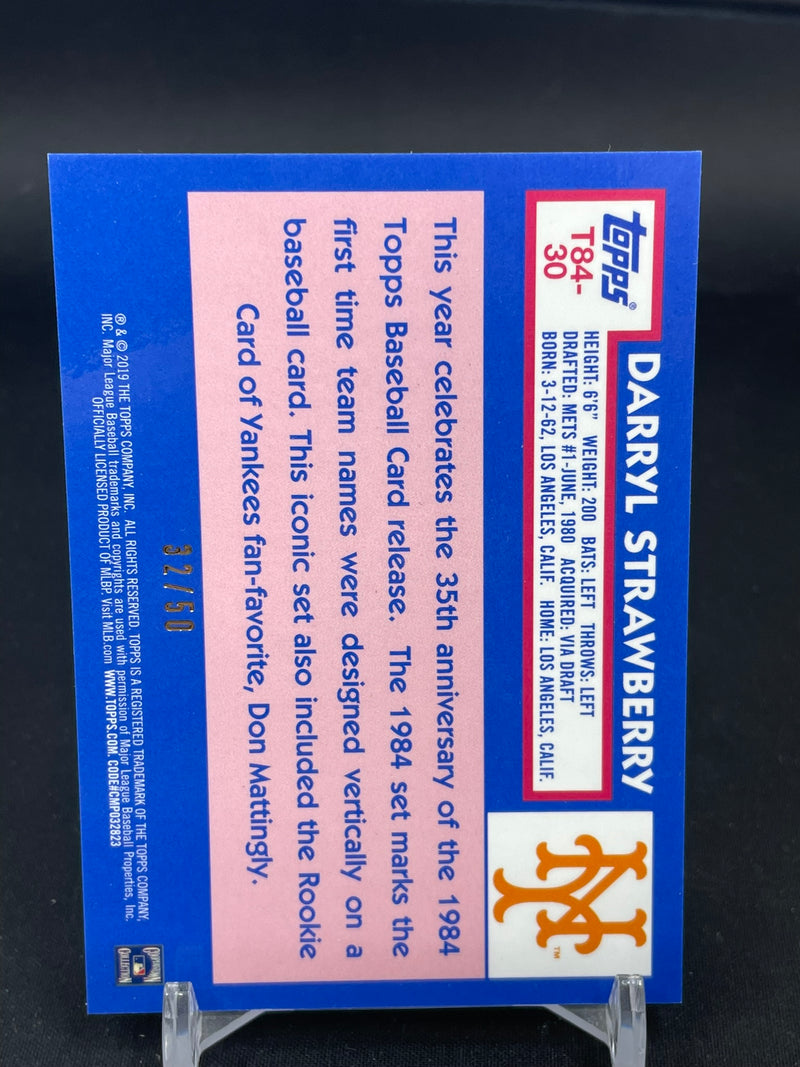 topps®
T84-
30
DARRYL STRAWBERRY
HEIGHT: 6'6" WEIGHT: 200 BATS: LEFT THROWS: LEFT
DRAFTED: METS #1-JUNE, 1980 ACQUIRED: VIA DRAFT
BORN: 3-12-62, LOS ANGELES, CALIF. HOME: LOS ANGELES, CALIF.
NY
™
This year celebrates the 35th anniversary of the 1984
Topps Baseball Card release. The 1984 set marks the
first time team names were designed vertically on a
baseball card. This iconic set also included the Rookie
Card of Yankees fan-favorite, Don Mattingly.
32/50
® & © 2019 THE TOPPS COMPANY, INC. ALL RIGHTS RESERVED. TOPPS IS A REGISTERED TRADEMARK OF THE TOPPS COMPANY,
INC. Major League Baseball trademarks and copyrights are used with permission of Major League Baseball Properties, Inc.
OFFICIALLY LICENSED PRODUCT OF MLBP. Visit MLB.com WWW.TOPPS.COM. CODE#CMP032823
COOPERSTOWN
COLLECTION